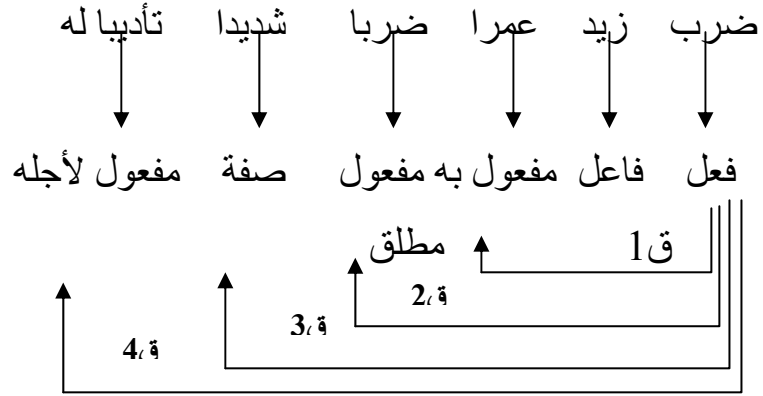 ضرب زيد عمرا ضربا شديدا تأديبا له
فعل فاعل مفعول به مفعول صفة مفعول لأجله
ق1 مطلق
ق2
ق3
ق4